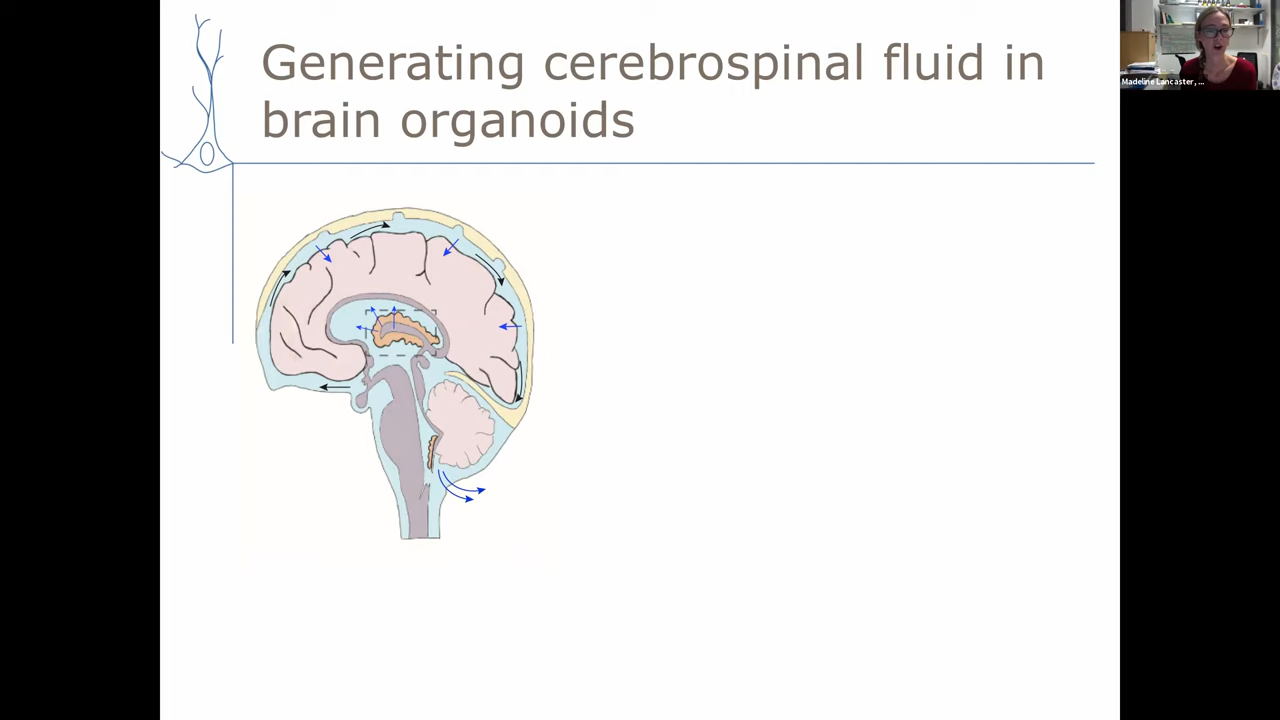 Generating cerebrospinal fluid in
brain organoids
Madeline Lancaster, ...